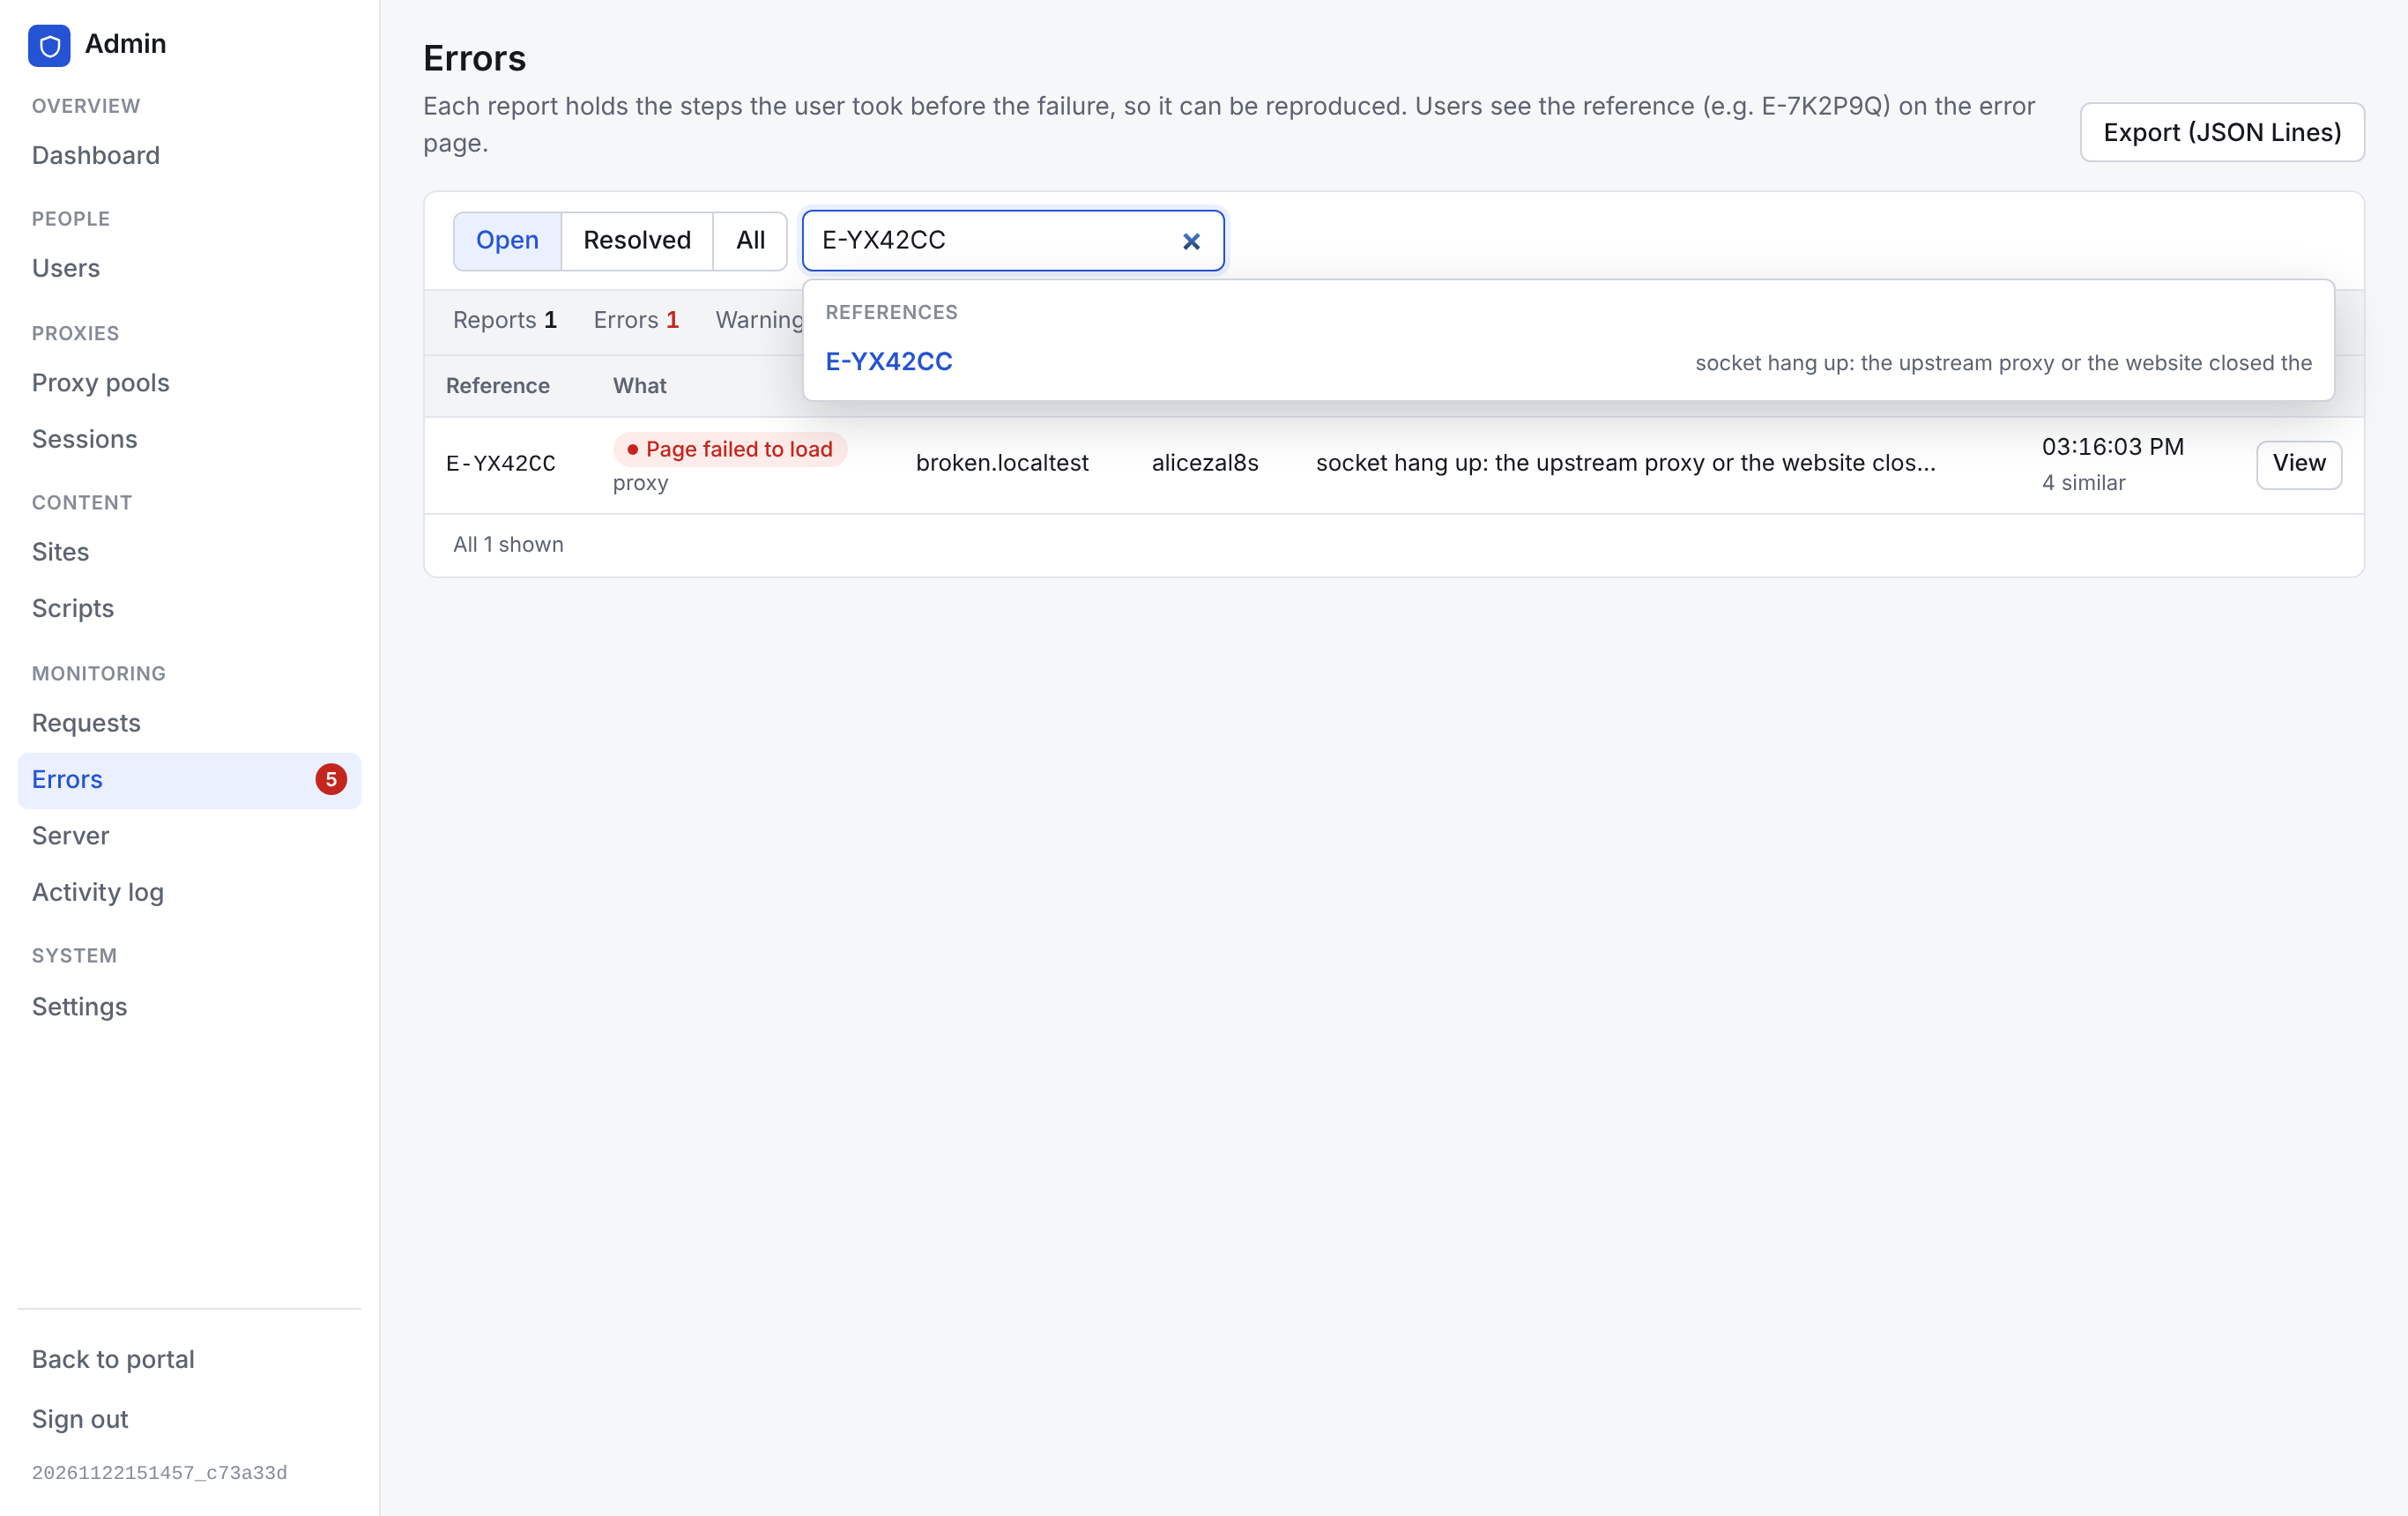 Admin
OVERVIEW
Dashboard
PEOPLE
Users
PROXIES
Proxy pools
Sessions
CONTENT
Sites
Scripts
MONITORING
Requests
Errors 5
Server
Activity log
SYSTEM
Settings
Back to portal
Sign out
20261122151457_c73a33d
Errors
Each report holds the steps the user took before the failure, so it can be reproduced. Users see the reference (e.g. E-7K2P9Q) on the error
page.
Export (JSON Lines)
Open Resolved All E-YX42CC
REFERENCES
E-YX42CC socket hang up: the upstream proxy or the website closed the
Reports 1 Errors 1 Warning
Reference What
E-YX42CC Page failed to load broken.localtest alicezal8s socket hang up: the upstream proxy or the website clos... 03:16:03 PM View
proxy 4 similar
All 1 shown